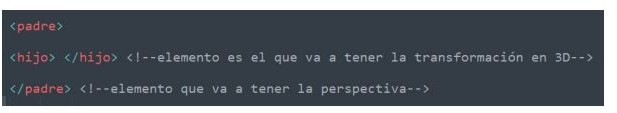 <padre>
<hijo> </hijo> <!--elemento es el que va a tener la transformación en 3D-->
</padre> <!--elemento que va a tener la perspectiva-->